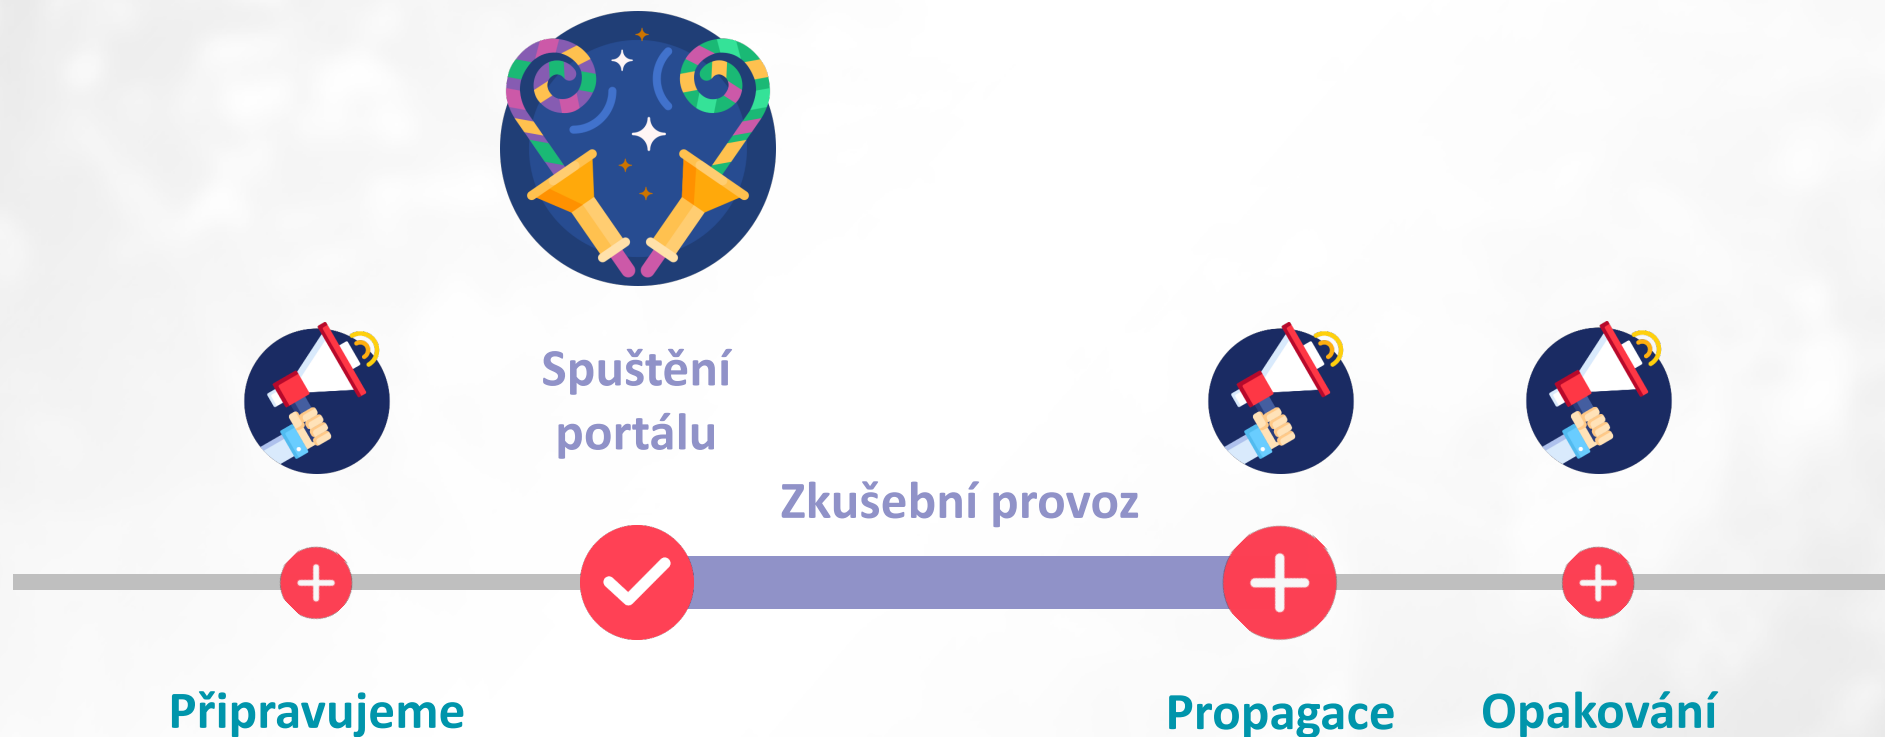 Spuštění
portálu
Zkušební provoz
Připravujeme
Propagace
Opakování